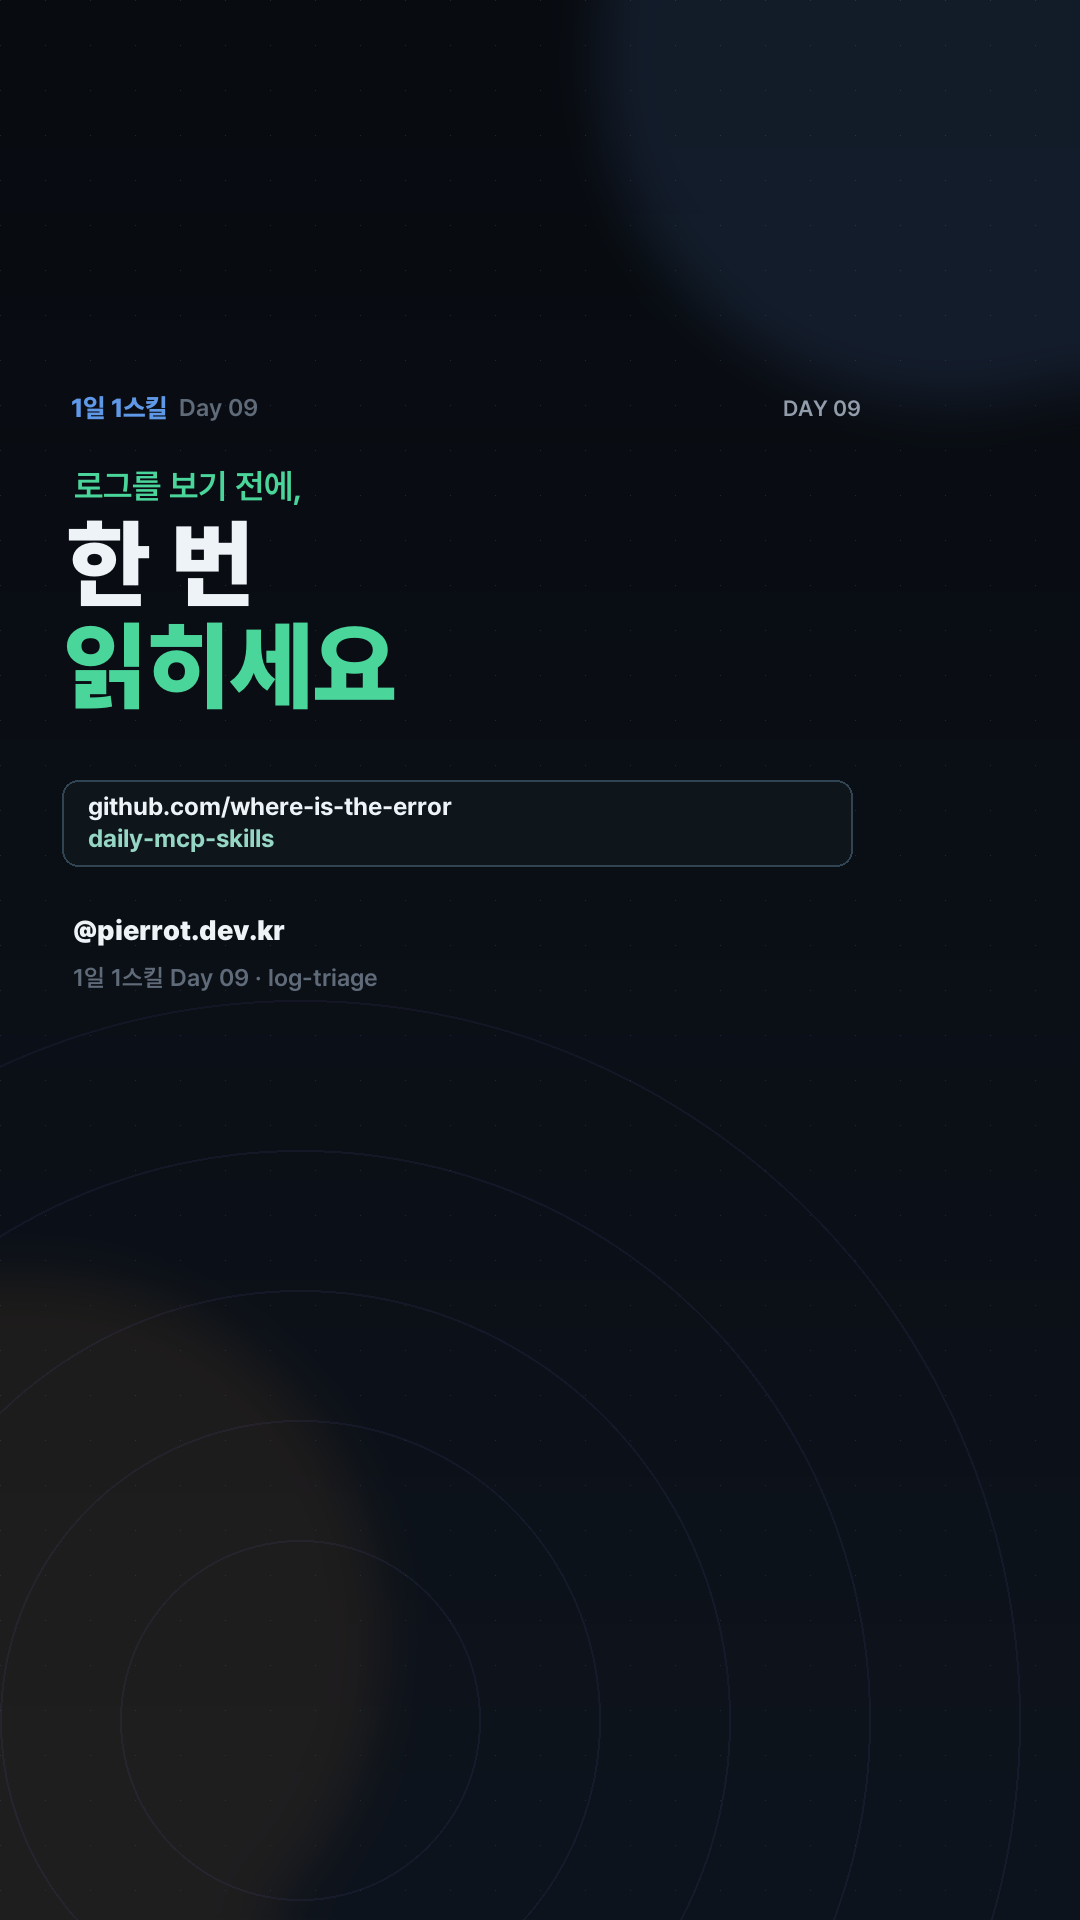 1일 1스킬 Day 09
DAY 09
로그를 보기 전에,
한 번
읽히세요
github.com/where-is-the-error
daily-mcp-skills
@pierrot.dev.kr
1일 1스킬 Day 09 · log-triage